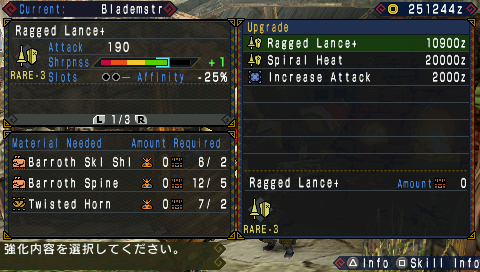 Current: Blademstr
251244z
Ragged Lance+
Attack 190
Shrpnss +1
RARE-3 Slots Affinity -25%
L 1/3 R
Upgrade
Ragged Lance+ 10900z
Spiral Heat 20000z
Increase Attack 2000z
Material Needed Amount Required
Barroth Skl Shl 0 6/ 2
Barroth Spine 0 12/ 5
Twisted Horn 0 7/ 2
Ragged Lance+ Amount 0
RARE-3
強化内容を選択してください。
Info Skill Info